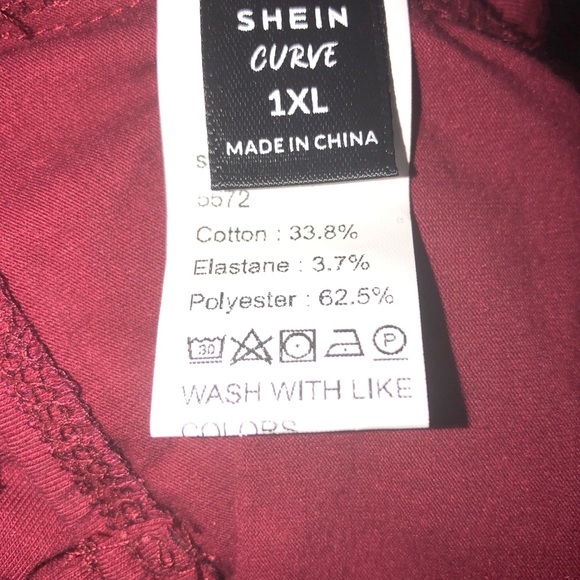 SHEIN
CURVE
1XL
MADE IN CHINA
5572
Cotton : 33.8%
Elastane : 3.7%
Polyester : 62.5%
30 P
WASH WITH LIKE
COLORS